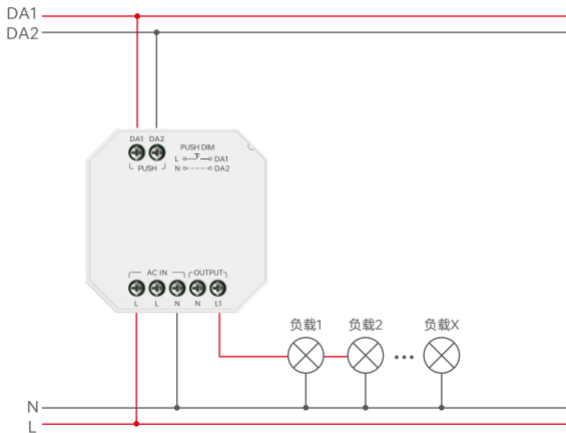 DA1
DA2
DA1 DA2
PUSH
PUSH DIM
L DA1
N DA2
AC IN OUTPUT
L L N N L1
负载1 负载2 ••• 负载X
N
L